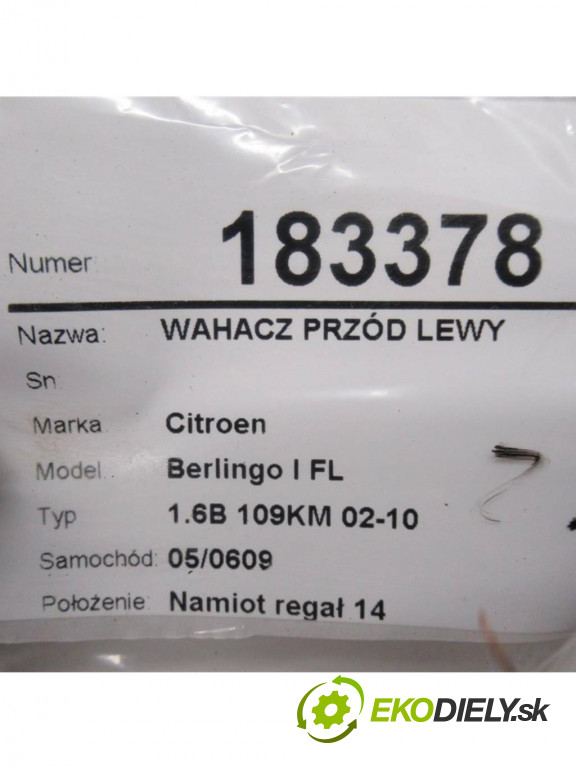 Numer 183378
Nazwa: WAHACZ PRZÓD LEWY
Sn
Marka Citroen
Model Berlingo I FL
Typ 1.6B 109KM 02-10
Samochód: 05/0609
Położenie: Namiot regał 14
EKODIELY.sk